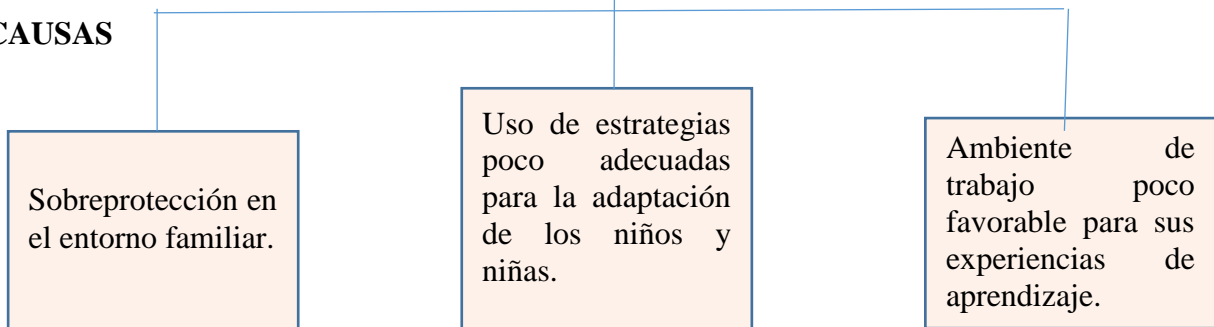 CAUSAS
Sobreprotección en
el entorno familiar.
Uso de estrategias
poco adecuadas
para la adaptación
de los niños y
niñas.
Ambiente de
trabajo poco
favorable para sus
experiencias de
aprendizaje.